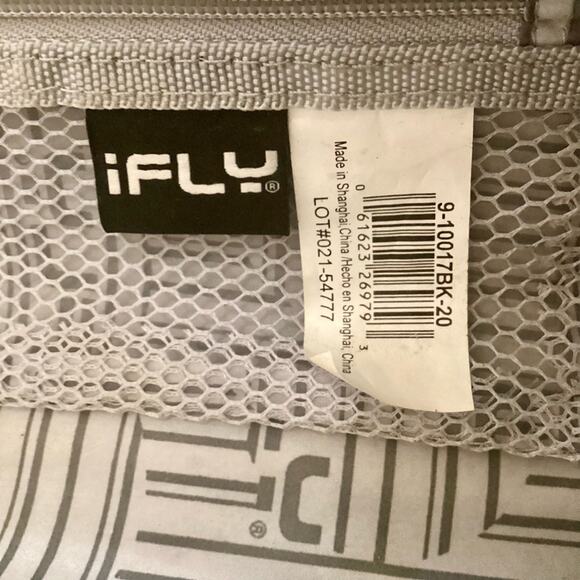 iFLY®
9-10017BK-20
0 61623 26979 3
Made in Shanghai,China /Hecho en Shanghai, China
LOT#021-54777
iFLY®